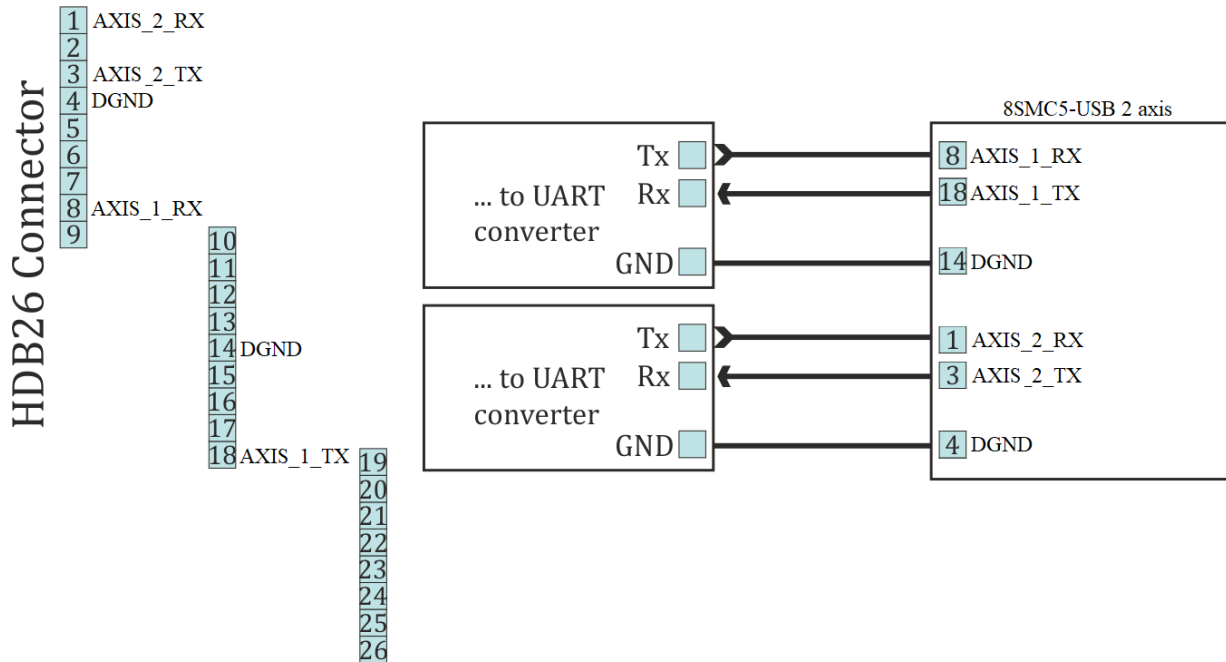 HDB26 Connector
1 AXIS_2_RX
2
3 AXIS_2_TX
4 DGND
5
6
7
8 AXIS_1_RX
9
10
11
12
13
14 DGND
15
16
17
18 AXIS_1_TX
19
20
21
22
23
24
25
26
Tx
... to UART
converter
Rx
GND
Tx
... to UART
converter
Rx
GND
8SMC5-USB 2 axis
8 AXIS_1_RX
18 AXIS_1_TX
14 DGND
1 AXIS_2_RX
3 AXIS_2_TX
4 DGND